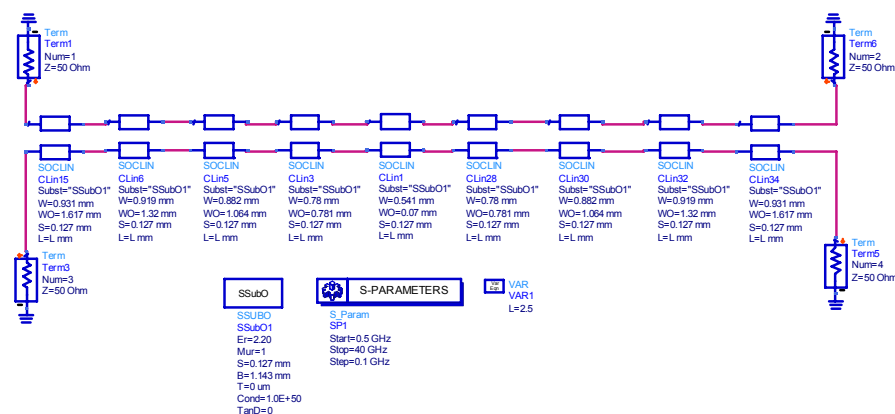 Term
Term1
Num=1
Z=50 Ohm
Term
Term6
Num=2
Z=50 Ohm
SOCLIN
CLin15
Subst="SSubO1"
W=0.931 mm
WO=1.617 mm
S=0.127 mm
L=L mm
SOCLIN
CLin6
Subst="SSubO1"
W=0.919 mm
WO=1.32 mm
S=0.127 mm
L=L mm
SOCLIN
CLin5
Subst="SSubO1"
W=0.882 mm
WO=1.064 mm
S=0.127 mm
L=L mm
SOCLIN
CLin3
Subst="SSubO1"
W=0.78 mm
WO=0.781 mm
S=0.127 mm
L=L mm
SOCLIN
CLin1
Subst="SSubO1"
W=0.541 mm
WO=0.07 mm
S=0.127 mm
L=L mm
SOCLIN
CLin28
Subst="SSubO1"
W=0.78 mm
WO=0.781 mm
S=0.127 mm
L=L mm
SOCLIN
CLin30
Subst="SSubO1"
W=0.882 mm
WO=1.064 mm
S=0.127 mm
L=L mm
SOCLIN
CLin32
Subst="SSubO1"
W=0.919 mm
WO=1.32 mm
S=0.127 mm
L=L mm
SOCLIN
CLin34
Subst="SSubO1"
W=0.931 mm
WO=1.617 mm
S=0.127 mm
L=L mm
Term
Term3
Num=3
Z=50 Ohm
Term
Term5
Num=4
Z=50 Ohm
SSubO
SSUBO
SSubO1
Er=2.20
Mur=1
S=0.127 mm
B=1.143 mm
T=0 um
Cond=1.0E+50
TanD=0
S-PARAMETERS
S_Param
SP1
Start=0.5 GHz
Stop=40 GHz
Step=0.1 GHz
Var
Eqn
VAR
VAR1
L=2.5